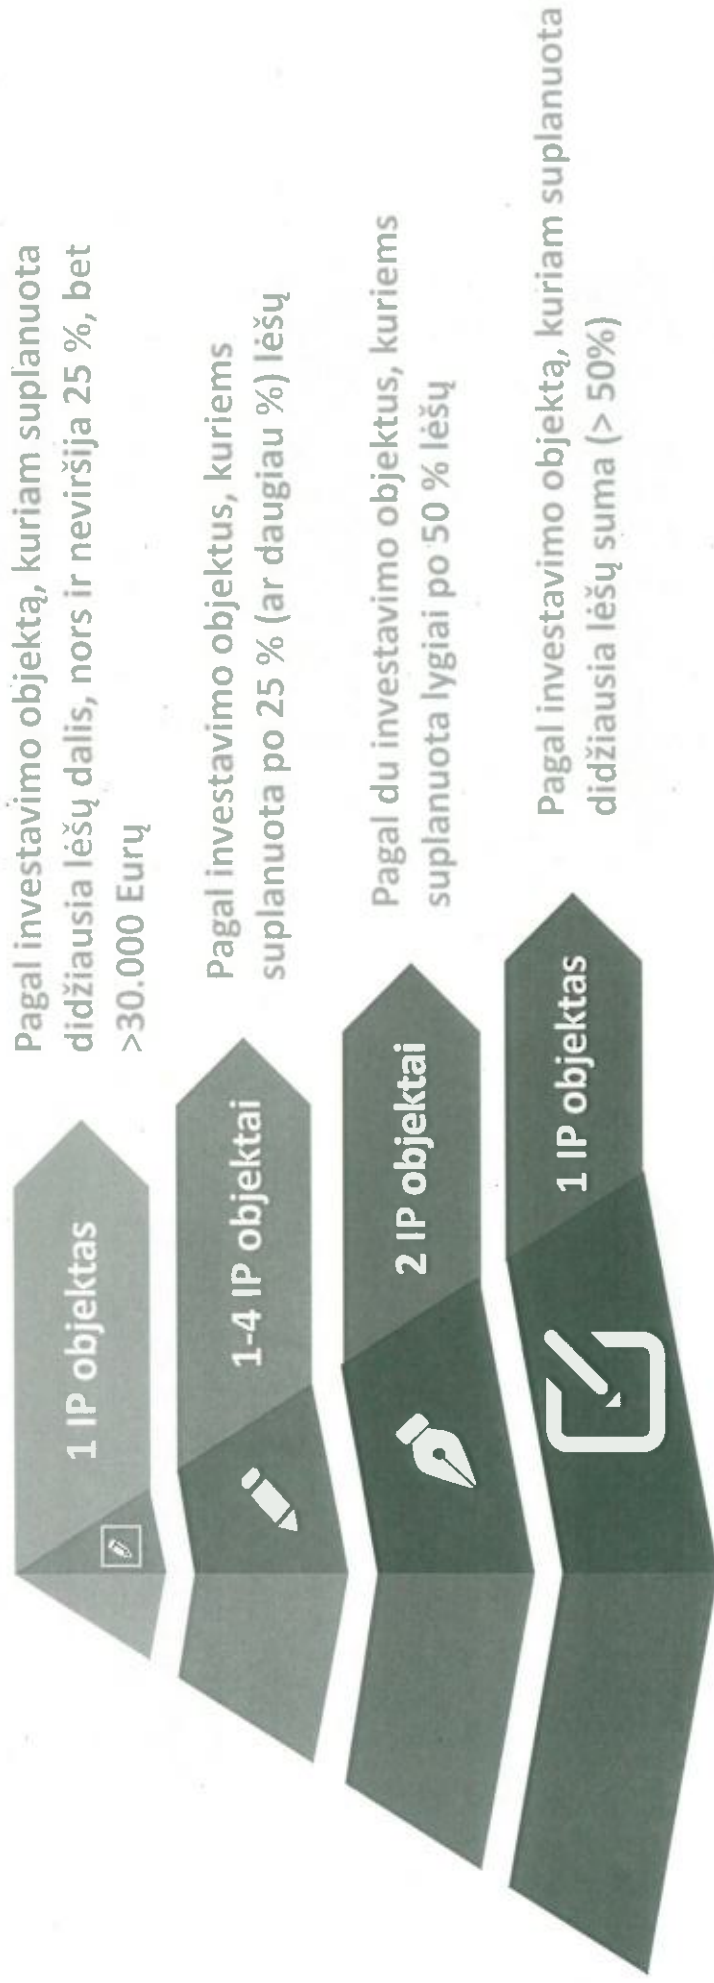 1 IP objektas
Pagal investavimo objektą, kuriam suplanuota
didžiausia lėšų dalis, nors ir neviršija 25 %, bet
>30.000 Eurų
1-4 IP objektai
Pagal investavimo objektus, kuriems
suplanuota po 25 % (ar daugiau %) lėšų
2 IP objektai
Pagal du investavimo objektus, kuriems
suplanuota lygiai po 50 % lėšų
1 IP objektas
Pagal investavimo objektą, kuriam suplanuota
didžiausia lėšų suma (> 50%)